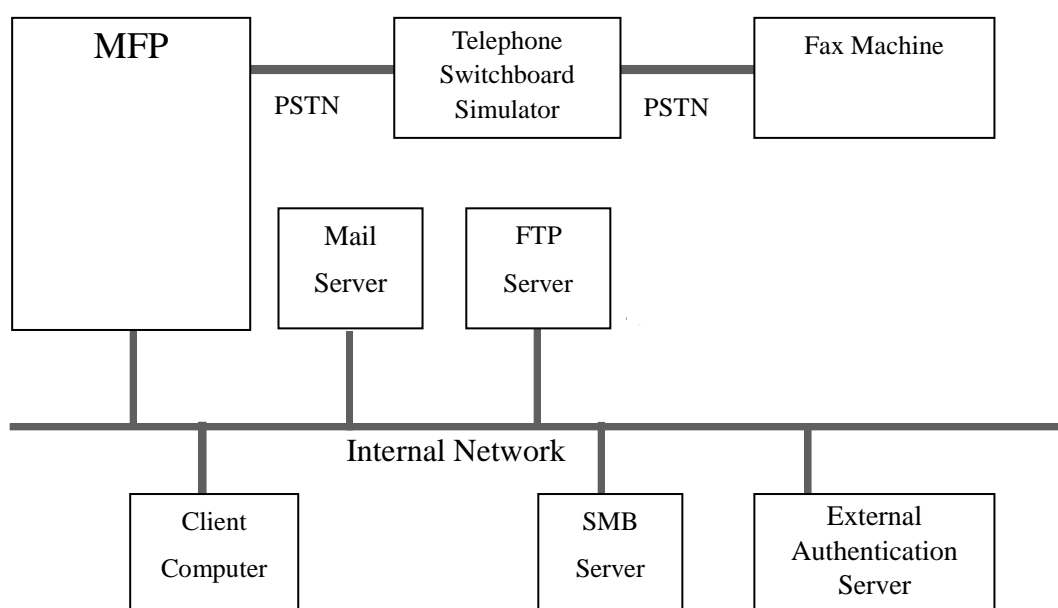 MFP
Telephone
Switchboard
Simulator
Fax Machine
PSTN
PSTN
Mail
Server
FTP
Server
Internal Network
Client
Computer
SMB
Server
External
Authentication
Server